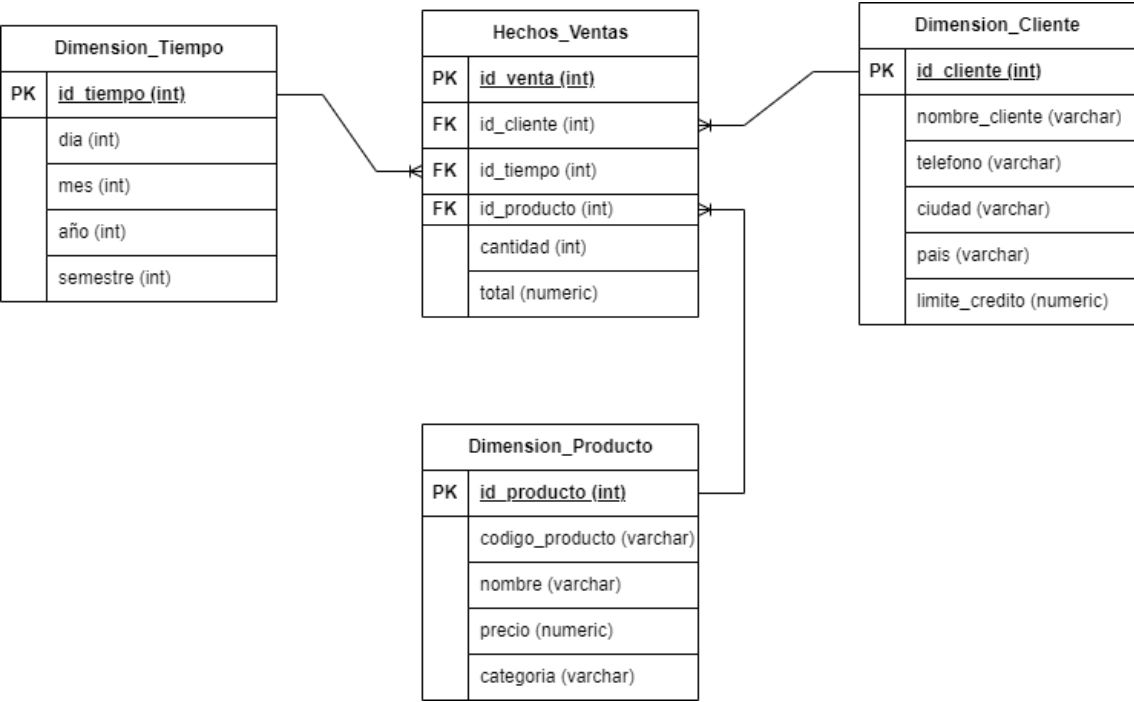 Dimension_Tiempo
PK id_tiempo (int)
dia (int)
mes (int)
año (int)
semestre (int)
Hechos_Ventas
PK id_venta (int)
FK id_cliente (int)
FK id_tiempo (int)
FK id_producto (int)
cantidad (int)
total (numeric)
Dimension_Cliente
PK id_cliente (int)
nombre_cliente (varchar)
telefono (varchar)
ciudad (varchar)
pais (varchar)
limite_credito (numeric)
Dimension_Producto
PK id_producto (int)
codigo_producto (varchar)
nombre (varchar)
precio (numeric)
categoria (varchar)